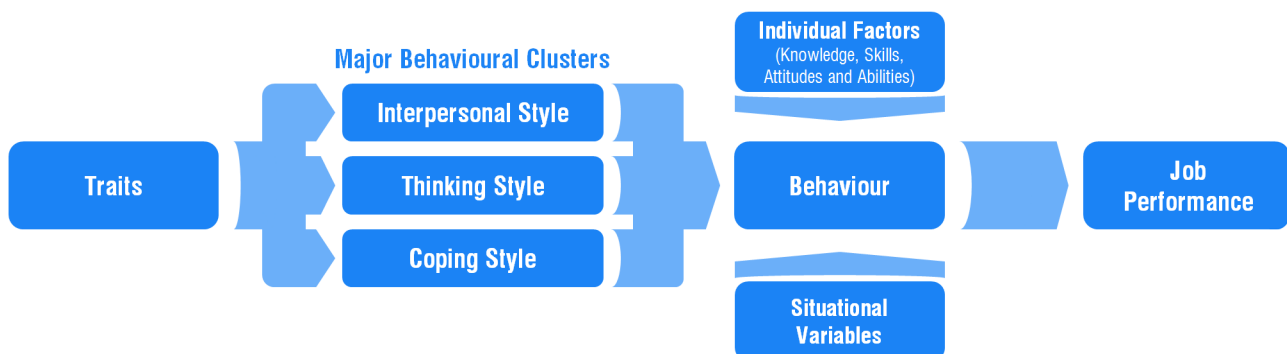 Individual Factors
(Knowledge, Skills,
Attitudes and Abilities)
Major Behavioural Clusters
Interpersonal Style
Traits
Thinking Style
Behaviour
Job
Performance
Coping Style
Situational
Variables